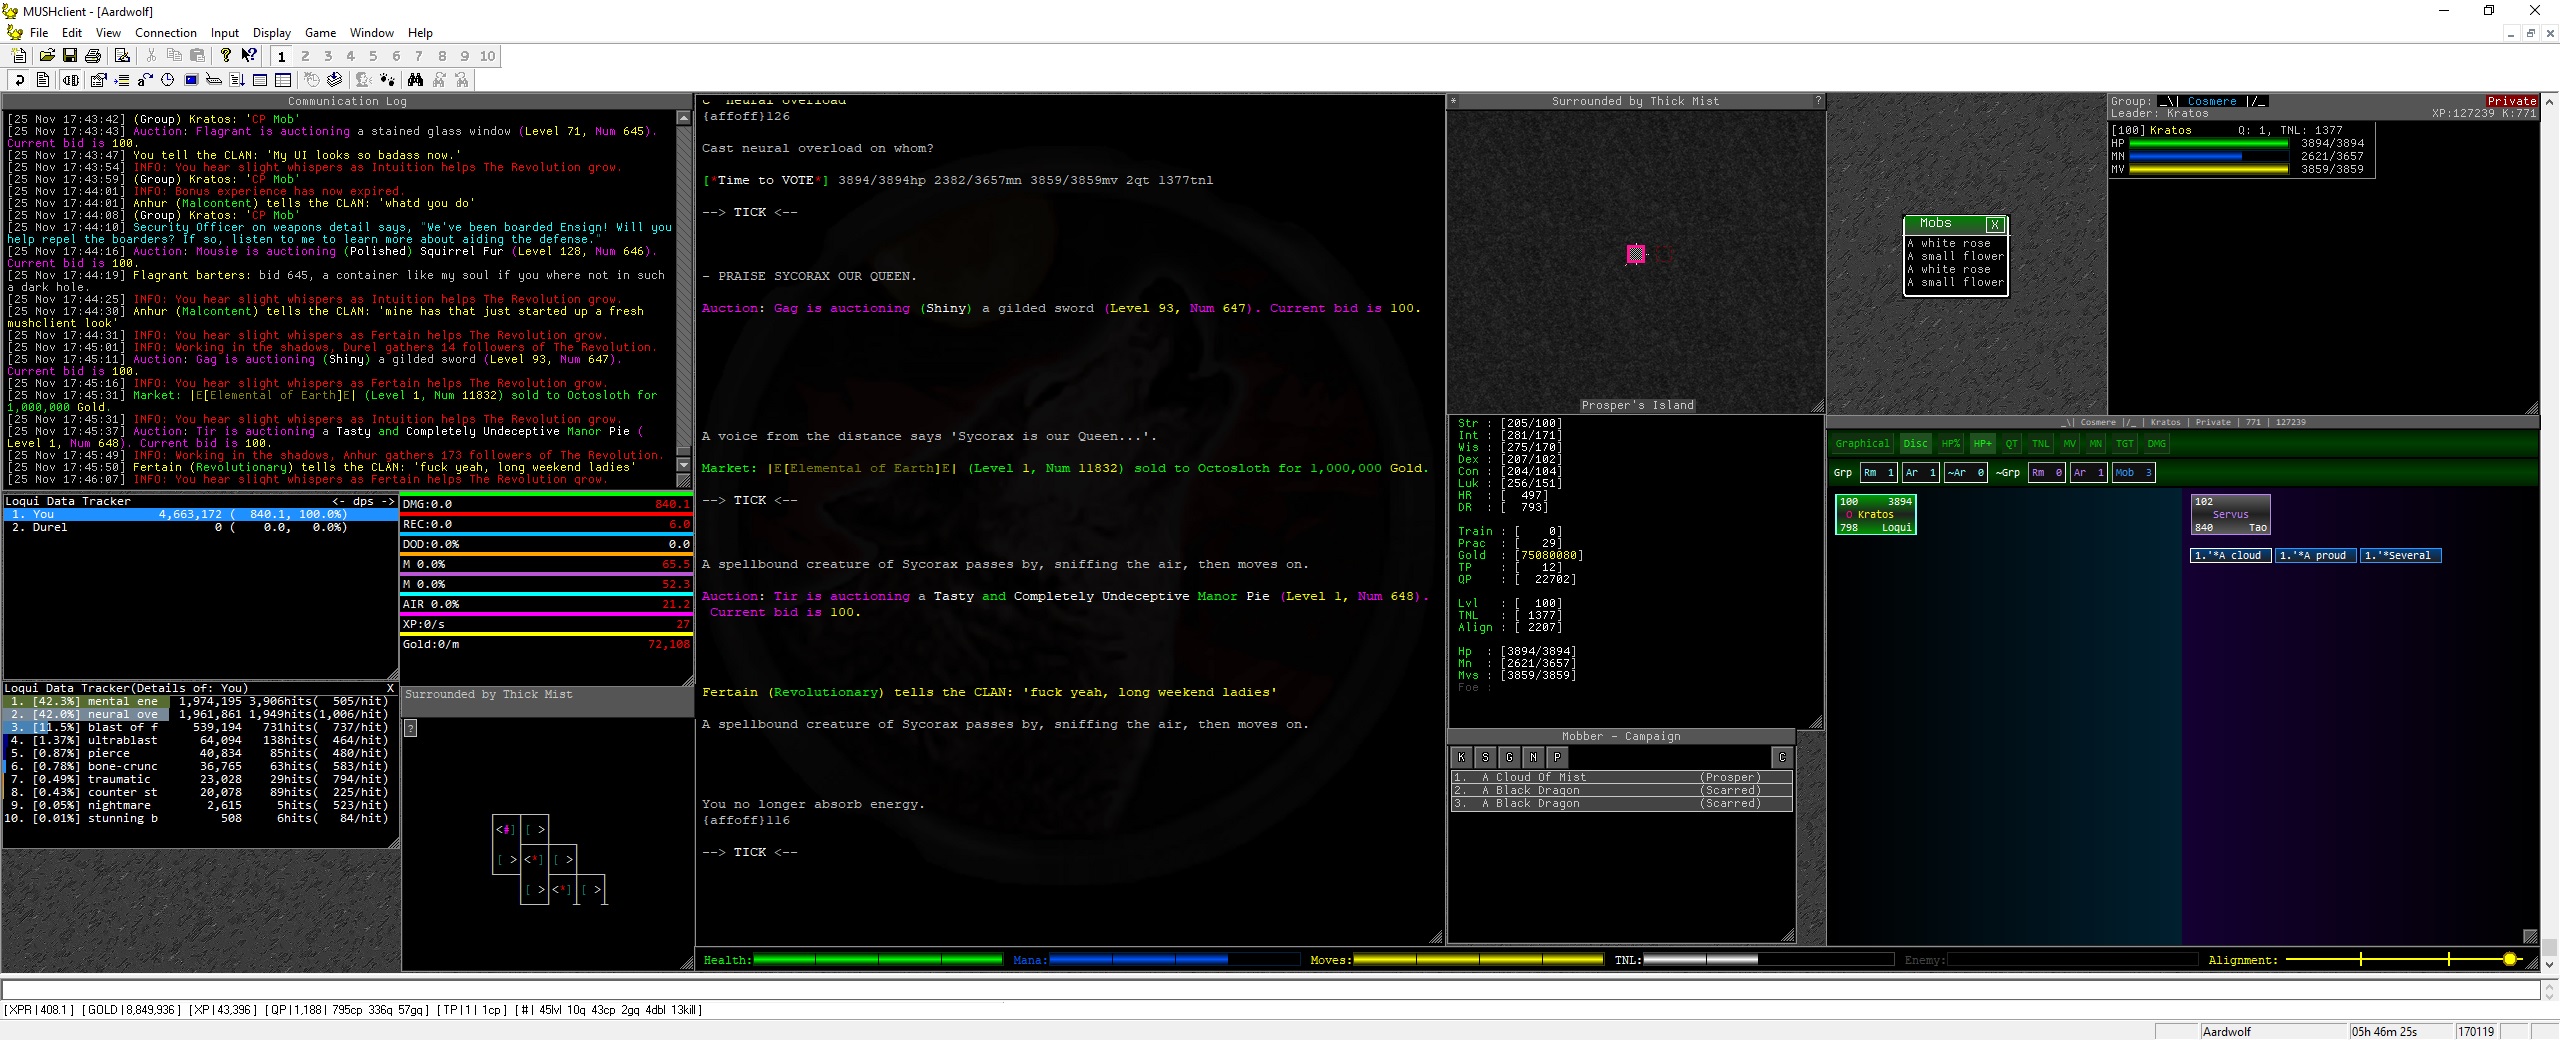 MUSHclient - [Aardwolf]
File Edit View Connection Input Display Game Window Help
1 2 3 4 5 6 7 8 9 10
Communication Log
[25 Nov 17:43:42] (Group) Kratos: 'CP Mob'
[25 Nov 17:43:43] Auction: Flagrant is auctioning a stained glass window (Level 71, Num 645).
Current bid is 100.
[25 Nov 17:43:47] You tell the CLAN: 'My UI looks so badass now.'
[25 Nov 17:43:54] INFO: You hear slight whispers as Intuition helps The Revolution grow.
[25 Nov 17:43:59] (Group) Kratos: 'CP Mob'
[25 Nov 17:44:01] INFO: Bonus experience has now expired.
[25 Nov 17:44:01] Anhur (Malcontent) tells the CLAN: 'whatd you do'
[25 Nov 17:44:08] (Group) Kratos: 'CP Mob'
[25 Nov 17:44:10] Security Officer on weapons detail says, "We've been boarded Ensign! Will you
help repel the boarders? If so, listen to me to learn more about aiding the defense."
[25 Nov 17:44:16] Auction: Mousie is auctioning (Polished) Squirrel Fur (Level 128, Num 646).
Current bid is 100.
[25 Nov 17:44:19] Flagrant barters: bid 645, a container like my soul if you where not in such
a dark hole.
[25 Nov 17:44:25] INFO: You hear slight whispers as Intuition helps The Revolution grow.
[25 Nov 17:44:30] Anhur (Malcontent) tells the CLAN: 'mine has that just started up a fresh
mushclient look'
[25 Nov 17:44:31] INFO: You hear slight whispers as Fertain helps The Revolution grow.
[25 Nov 17:45:01] INFO: Working in the shadows, Durel gathers 14 followers of The Revolution.
[25 Nov 17:45:11] Auction: Gag is auctioning (Shiny) a gilded sword (Level 93, Num 647).
Current bid is 100.
[25 Nov 17:45:16] INFO: You hear slight whispers as Fertain helps The Revolution grow.
[25 Nov 17:45:31] Market: |E[Elemental of Earth]E| (Level 1, Num 11832) sold to Octosloth for
1,000,000 Gold.
[25 Nov 17:45:31] INFO: You hear slight whispers as Intuition helps The Revolution grow.
[25 Nov 17:45:37] Auction: Tir is auctioning a Tasty and Completely Undeceptive Manor Pie (
Level 1, Num 648). Current bid is 100.
[25 Nov 17:45:49] INFO: Working in the shadows, Anhur gathers 173 followers of The Revolution.
[25 Nov 17:45:50] Fertain (Revolutionary) tells the CLAN: 'fuck yeah, long weekend ladies'
[25 Nov 17:46:07] INFO: You hear slight whispers as Fertain helps The Revolution grow.
Loqui Data Tracker <- dps ->
1. You 4,663,172 ( 840.1, 100.0%)
2. Durel 0 ( 0.0, 0.0%)
DMG:0.0 840.1
REC:0.0 6.0
DOD:0.0% 0.0
M 0.0% 65.5
M 0.0% 52.3
AIR 0.0% 21.2
XP:0/s 27
Gold:0/m 72,108
Loqui Data Tracker(Details of: You) X
1. [42.3%] mental ene 1,974,195 3,906hits( 505/hit)
2. [42.0%] neural ove 1,961,861 1,949hits(1,006/hit)
3. [11.5%] blast of f 539,194 731hits( 737/hit)
4. [1.37%] ultrablast 64,094 138hits( 464/hit)
5. [0.87%] pierce 40,834 85hits( 480/hit)
6. [0.78%] bone-crunc 36,765 63hits( 583/hit)
7. [0.49%] traumatic 23,028 29hits( 794/hit)
8. [0.43%] counter st 20,078 89hits( 225/hit)
9. [0.05%] nightmare 2,615 5hits( 523/hit)
10. [0.01%] stunning b 508 6hits( 84/hit)
Surrounded by Thick Mist
?
<#] [ >]
[ >]<*] [ >]
[ >]<*] [ >]
C neural overload
{affoff}126
Cast neural overload on whom?
[*Time to VOTE*] 3894/3894hp 2382/3657mn 3859/3859mv 2qt 1377tnl
--> TICK <--
- PRAISE SYCORAX OUR QUEEN.
Auction: Gag is auctioning (Shiny) a gilded sword (Level 93, Num 647). Current bid is 100.
A voice from the distance says 'Sycorax is our Queen...'.
Market: |E[Elemental of Earth]E| (Level 1, Num 11832) sold to Octosloth for 1,000,000 Gold.
--> TICK <--
A spellbound creature of Sycorax passes by, sniffing the air, then moves on.
Auction: Tir is auctioning a Tasty and Completely Undeceptive Manor Pie (Level 1, Num 648).
Current bid is 100.
Fertain (Revolutionary) tells the CLAN: 'fuck yeah, long weekend ladies'
A spellbound creature of Sycorax passes by, sniffing the air, then moves on.
You no longer absorb energy.
{affoff}116
--> TICK <--
* Surrounded by Thick Mist ?
Prosper's Island
Str : [205/100]
Int : [281/171]
Wis : [275/170]
Dex : [207/102]
Con : [204/104]
Luk : [256/151]
HR : [ 497]
DR : [ 793]
Train : [ 0]
Prac : [ 29]
Gold : [75080080]
TP : [ 12]
QP : [ 22702]
Lvl : [ 100]
TNL : [ 1377]
Align : [ 2207]
Hp : [3894/3894]
Mn : [2621/3657]
Mvs : [3859/3859]
Foe :
Mobber - Campaign
K S G N P C
1. A Cloud Of Mist (Prosper)
2. A Black Dragon (Scarred)
3. A Black Dragon (Scarred)
Mobs X
A white rose
A small flower
A white rose
A small flower
Group: _\| Cosmere |/_ Private
Leader: Kratos XP:127239 K:771
[100] Kratos Q: 1, TNL: 1377
HP 3894/3894
MN 2621/3657
MV 3859/3859
_\| Cosmere |/_ | Kratos | Private | 771 | 127239
Graphical Disc HP% HP+ QT TNL MV MN TGT DMG
Grp Rm 1 Ar 1 ~Ar 0 ~Grp Rm 0 Ar 1 Mob 3
100 3894
O Kratos
798 Loqui
102
Servus
840 Tao
1.'*A cloud 1.'*A proud 1.'*Several
Health: Mana: Moves: TNL: Enemy: Alignment:
[XPR|408.1] [GOLD|8,849,936] [XP|43,396] [QP|1,188| 795cp 336q 57gq] [TP|1| 1cp] [#| 45lvl 10q 43cp 2gq 4dbl 13kill]
Aardwolf 05h 46m 25s 170119